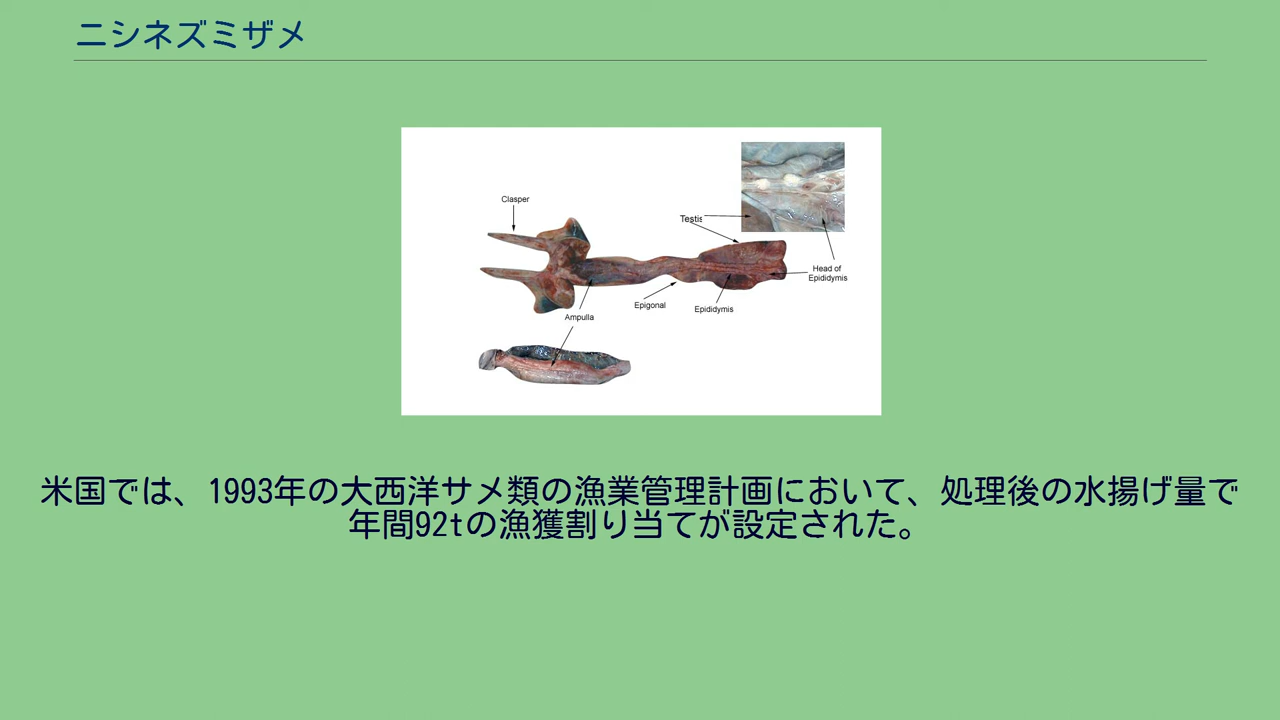 ニシネズミザメ
Clasper
Testis
Head of
Epididymis
Epigonal
Epididymis
Ampulla
米国では、1993年の大西洋サメ類の漁業管理計画において、処理後の水揚げ量で
年間92tの漁獲割り当てが設定された。